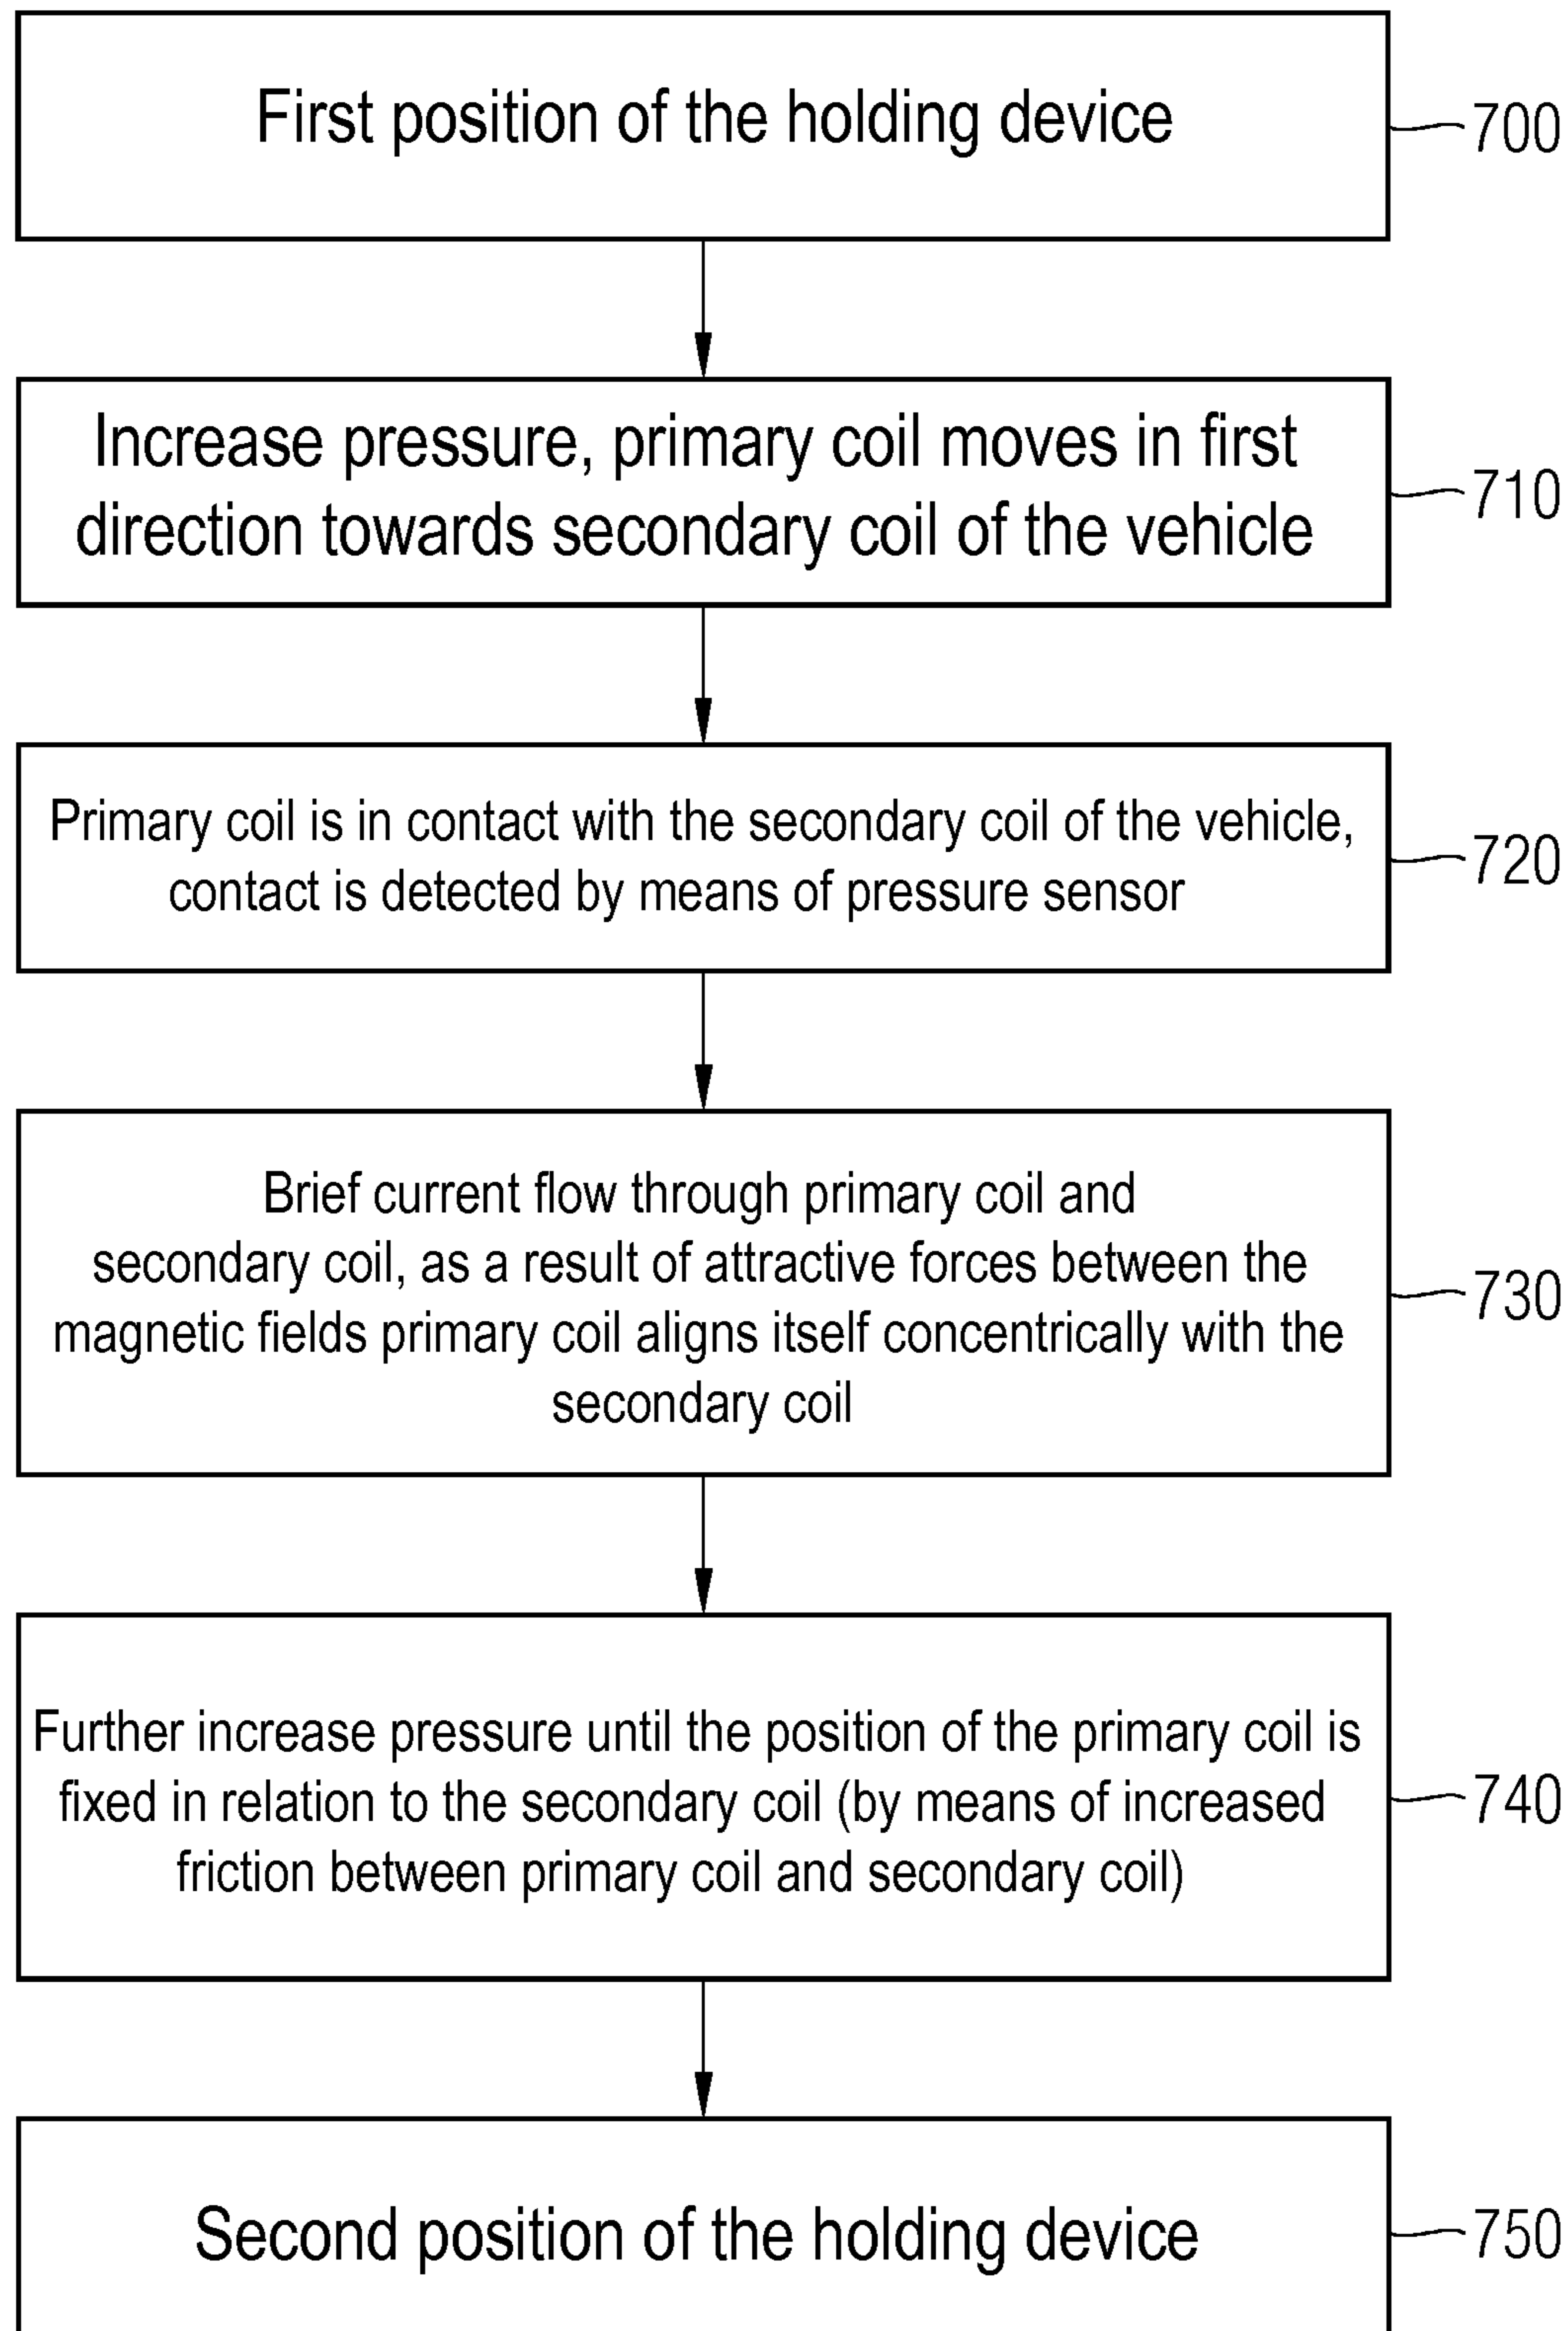 First position of the holding device
700
Increase pressure, primary coil moves in first
direction towards secondary coil of the vehicle
710
Primary coil is in contact with the secondary coil of the vehicle,
contact is detected by means of pressure sensor
720
Brief current flow through primary coil and
secondary coil, as a result of attractive forces between the
magnetic fields primary coil aligns itself concentrically with the
secondary coil
730
Further increase pressure until the position of the primary coil is
fixed in relation to the secondary coil (by means of increased
friction between primary coil and secondary coil)
740
Second position of the holding device
750